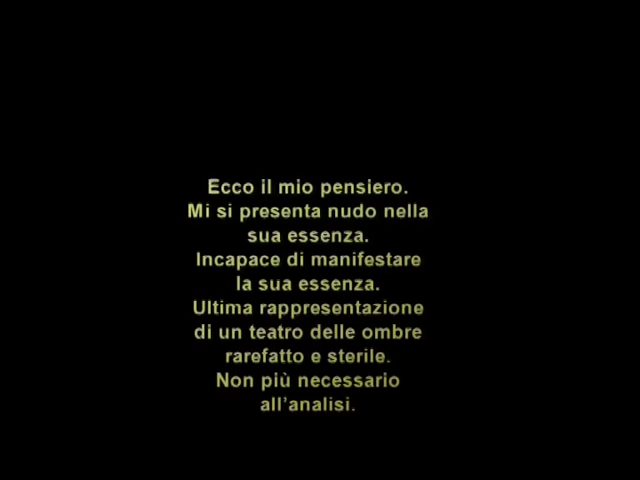 Ecco il mio pensiero.
Mi si presenta nudo nella
sua essenza.
Incapace di manifestare
la sua essenza.
Ultima rappresentazione
di un teatro delle ombre
rarefatto e sterile.
Non più necessario
all’analisi.